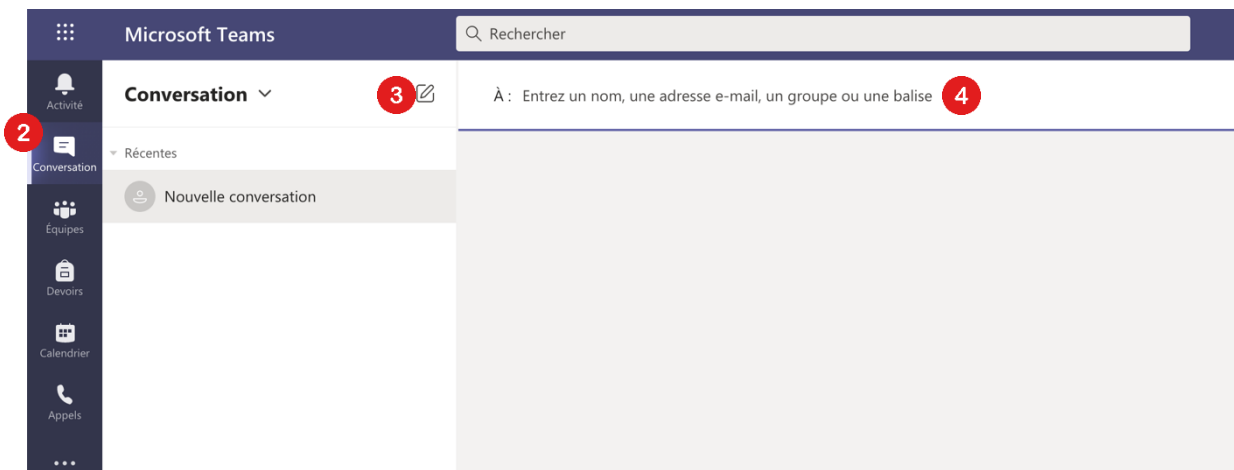 Microsoft Teams
Rechercher
Activité
Conversation
3
À : Entrez un nom, une adresse e-mail, un groupe ou une balise
4
2
Conversation
Récentes
Nouvelle conversation
Équipes
Devoirs
Calendrier
Appels